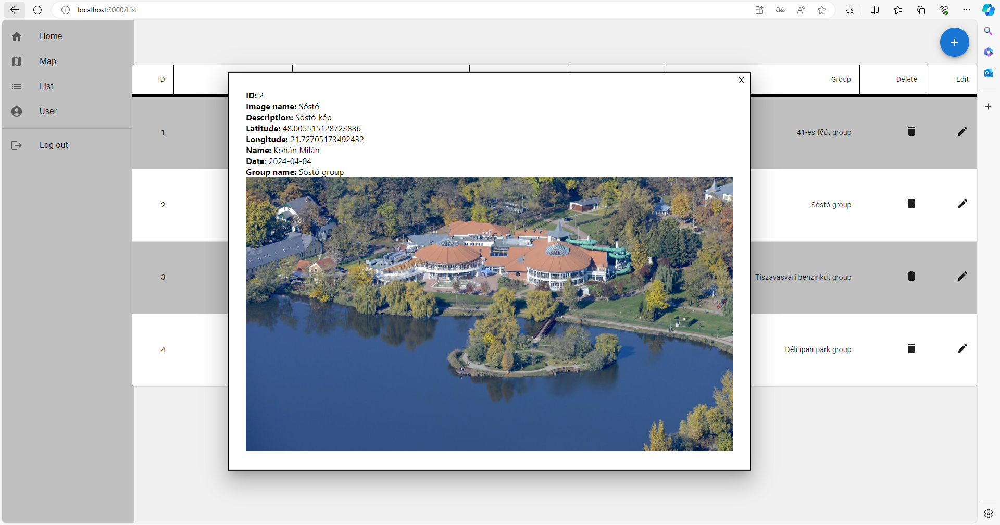 localhost:3000/List
Home
Map
List
User
Log out
ID
Group
Delete
Edit
X
ID: 2
Image name: Sóstó
Description: Sóstó kép
Latitude: 48.005515128723886
Longitude: 21.72705173492432
Name: Kohán Milán
Date: 2024-04-04
Group name: Sóstó group
1
41-es főút group
2
Sóstó group
3
Tiszavasvári benzinkút group
4
Déli ipari park group